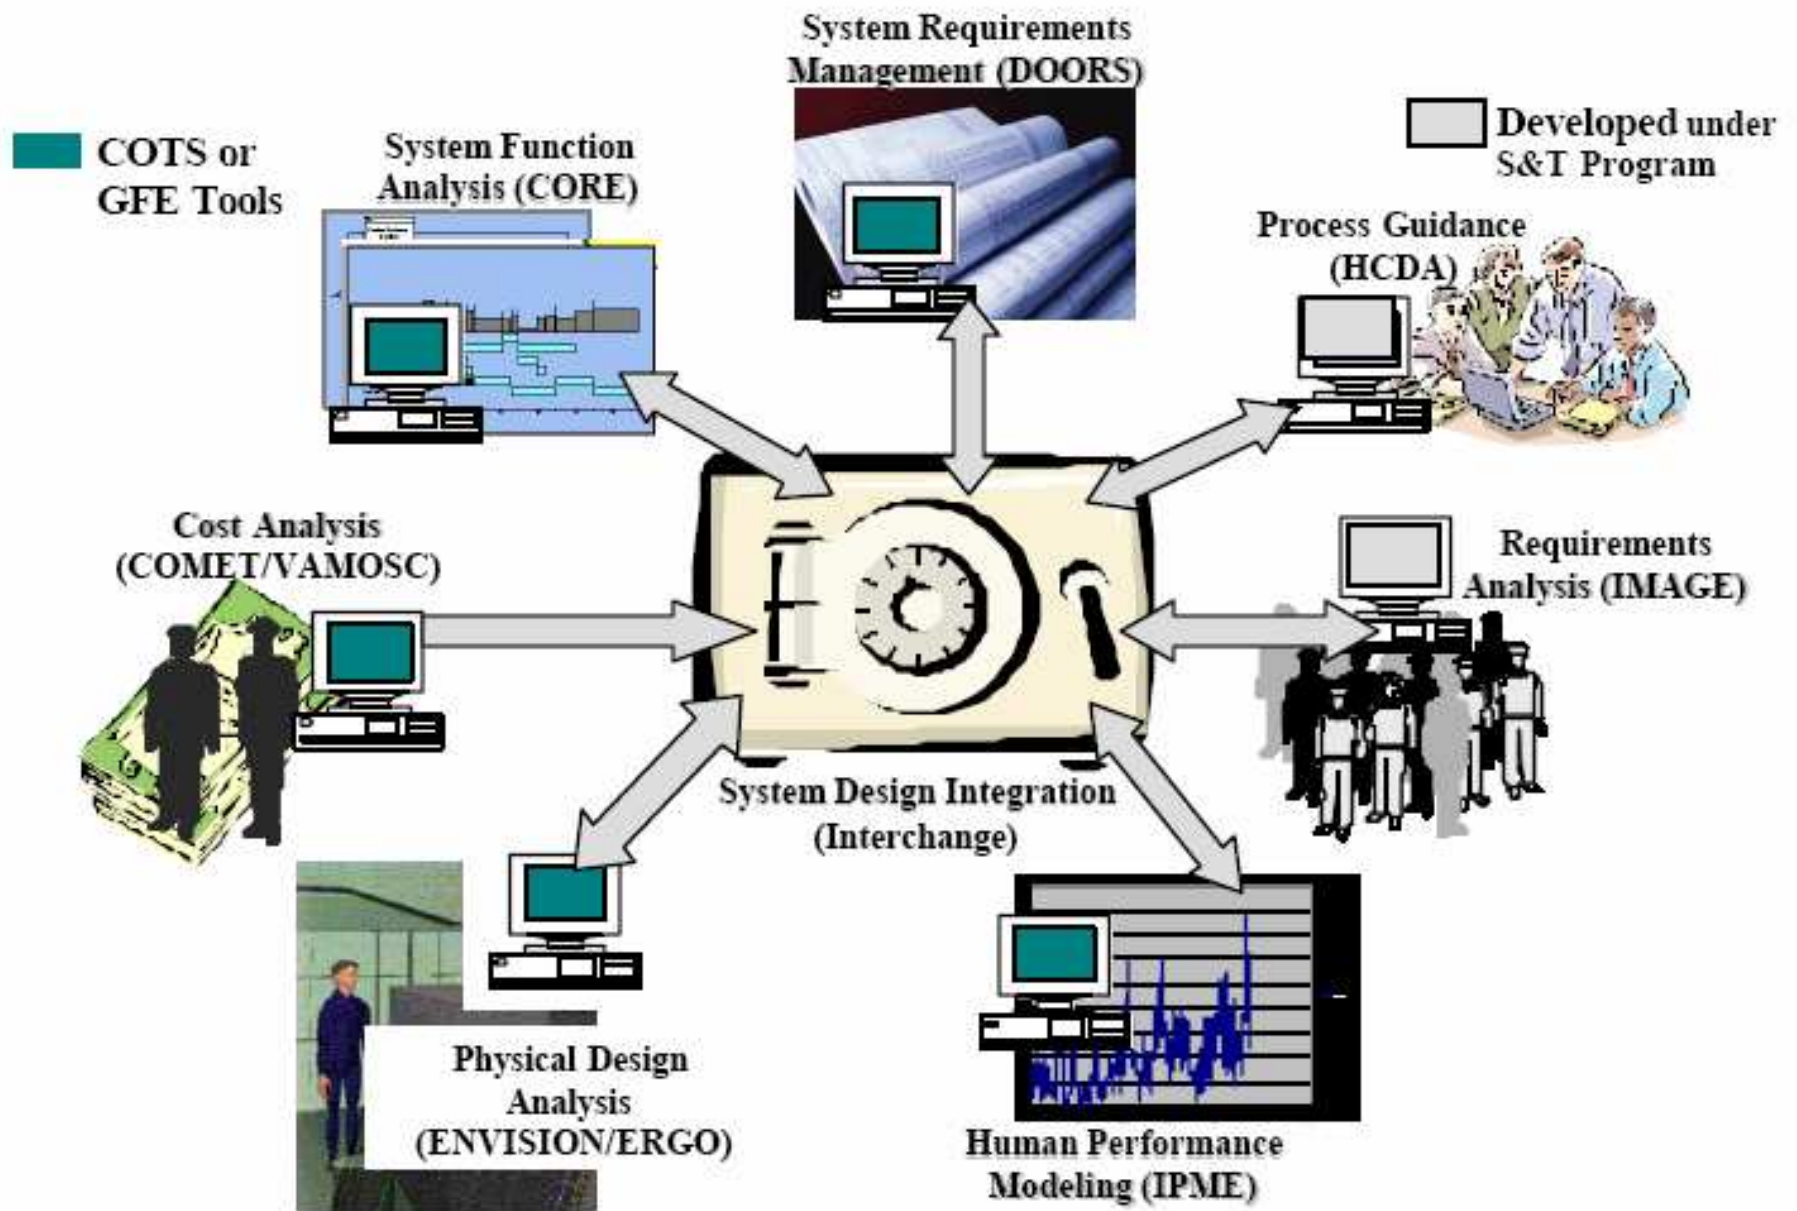 System Requirements
Management (DOORS)
COTS or
GFE Tools
System Function
Analysis (CORE)
Developed under
S&T Program
Process Guidance
(HCDA)
Cost Analysis
(COMET/VAMOSC)
Requirements
Analysis (IMAGE)
System Design Integration
(Interchange)
Physical Design
Analysis
(ENVISION/ERGO)
Human Performance
Modeling (IPME)